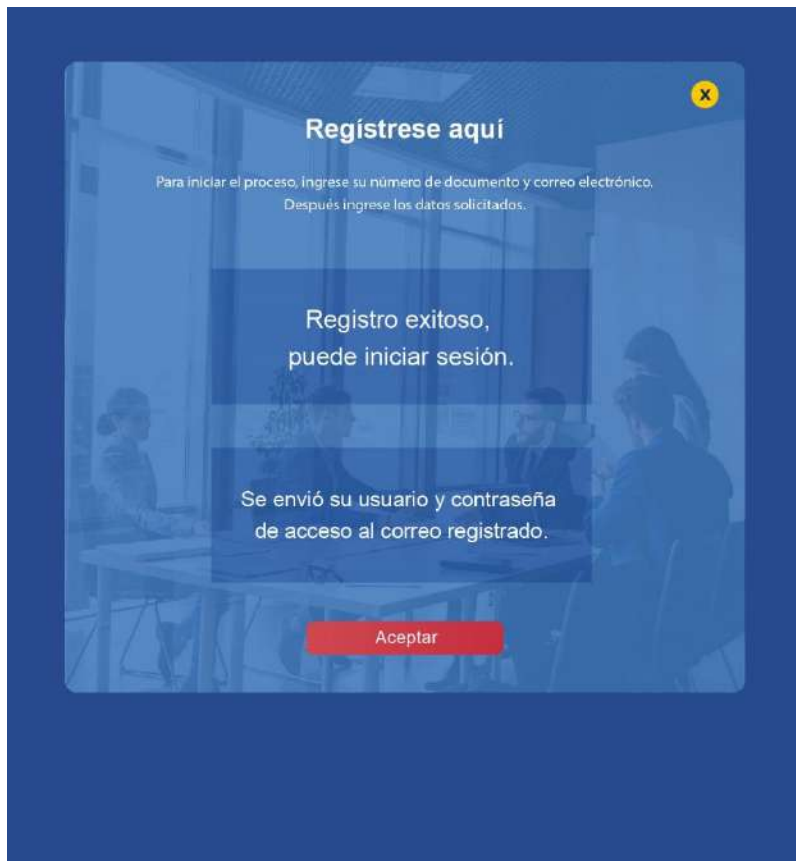 X
Regístrese aquí
Para iniciar el proceso, ingrese su número de documento y correo electrónico.
Después ingrese los datos solicitados.
Registro exitoso,
puede iniciar sesión.
Se envió su usuario y contraseña
de acceso al correo registrado.
Aceptar